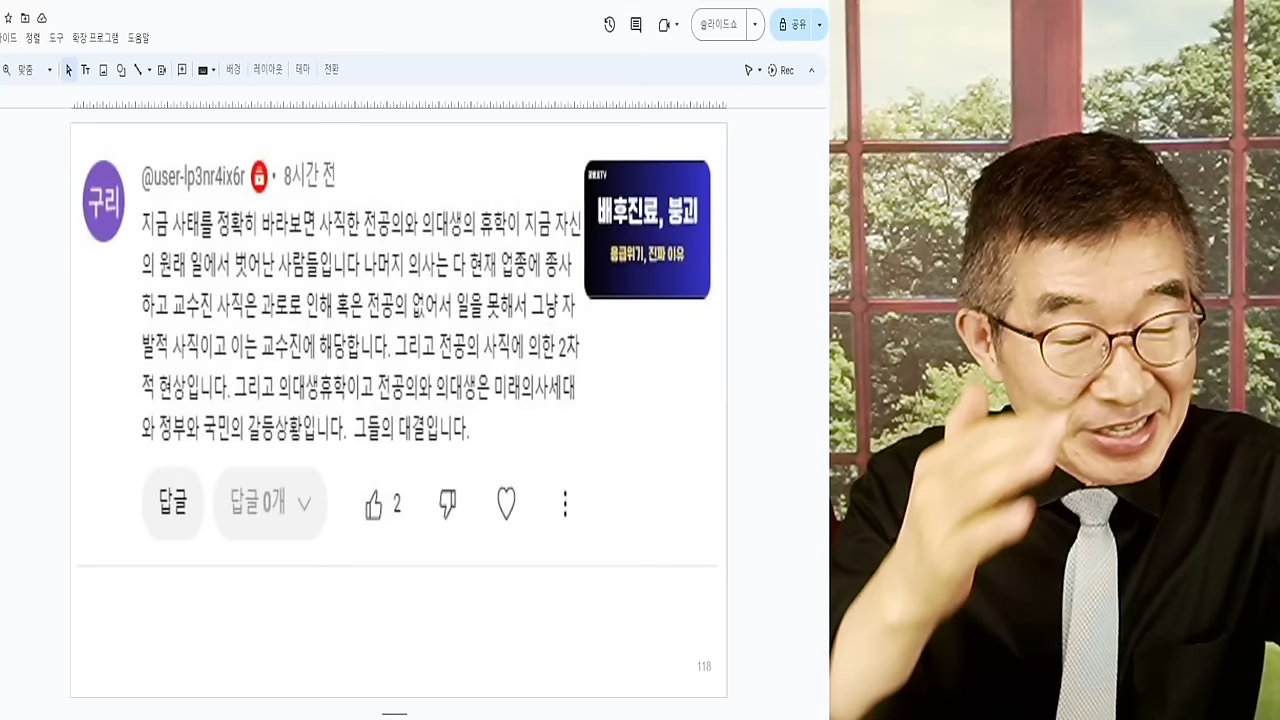 이드 정렬 도구 확장 프로그램 도움말
슬라이드쇼
공유
맞춤
배경 레이아웃 테마 전환
Rec
구리
@user-lp3nr4ix6r · 8시간 전
지금 사태를 정확히 바라보면 사직한 전공의와 의대생의 휴학이 지금 자신
의 원래 일에서 벗어난 사람들입니다 나머지 의사는 다 현재 업종에 종사
하고 교수진 사직은 과로로 인해 혹은 전공의 없어서 일을 못해서 그냥 자
발적 사직이고 이는 교수진에 해당합니다. 그리고 전공의 사직에 의한 2차
적 현상입니다. 그리고 의대생휴학이고 전공의와 의대생은 미래의사세대
와 정부와 국민의 갈등상황입니다. 그들의 대결입니다.
배후진료, 붕괴
응급위기, 진짜 이유
답글
답글 0개
2
118